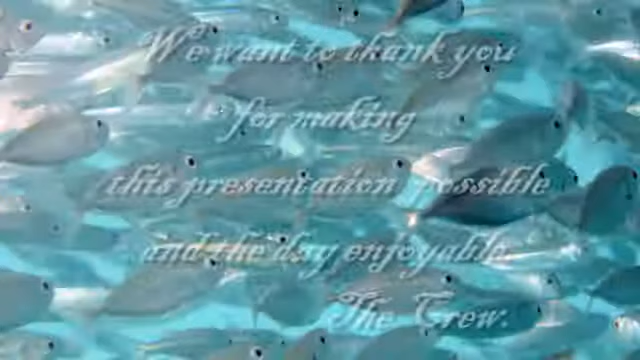 We want to thank you
for making
this presentation possible
and the day enjoyable.
The Crew.